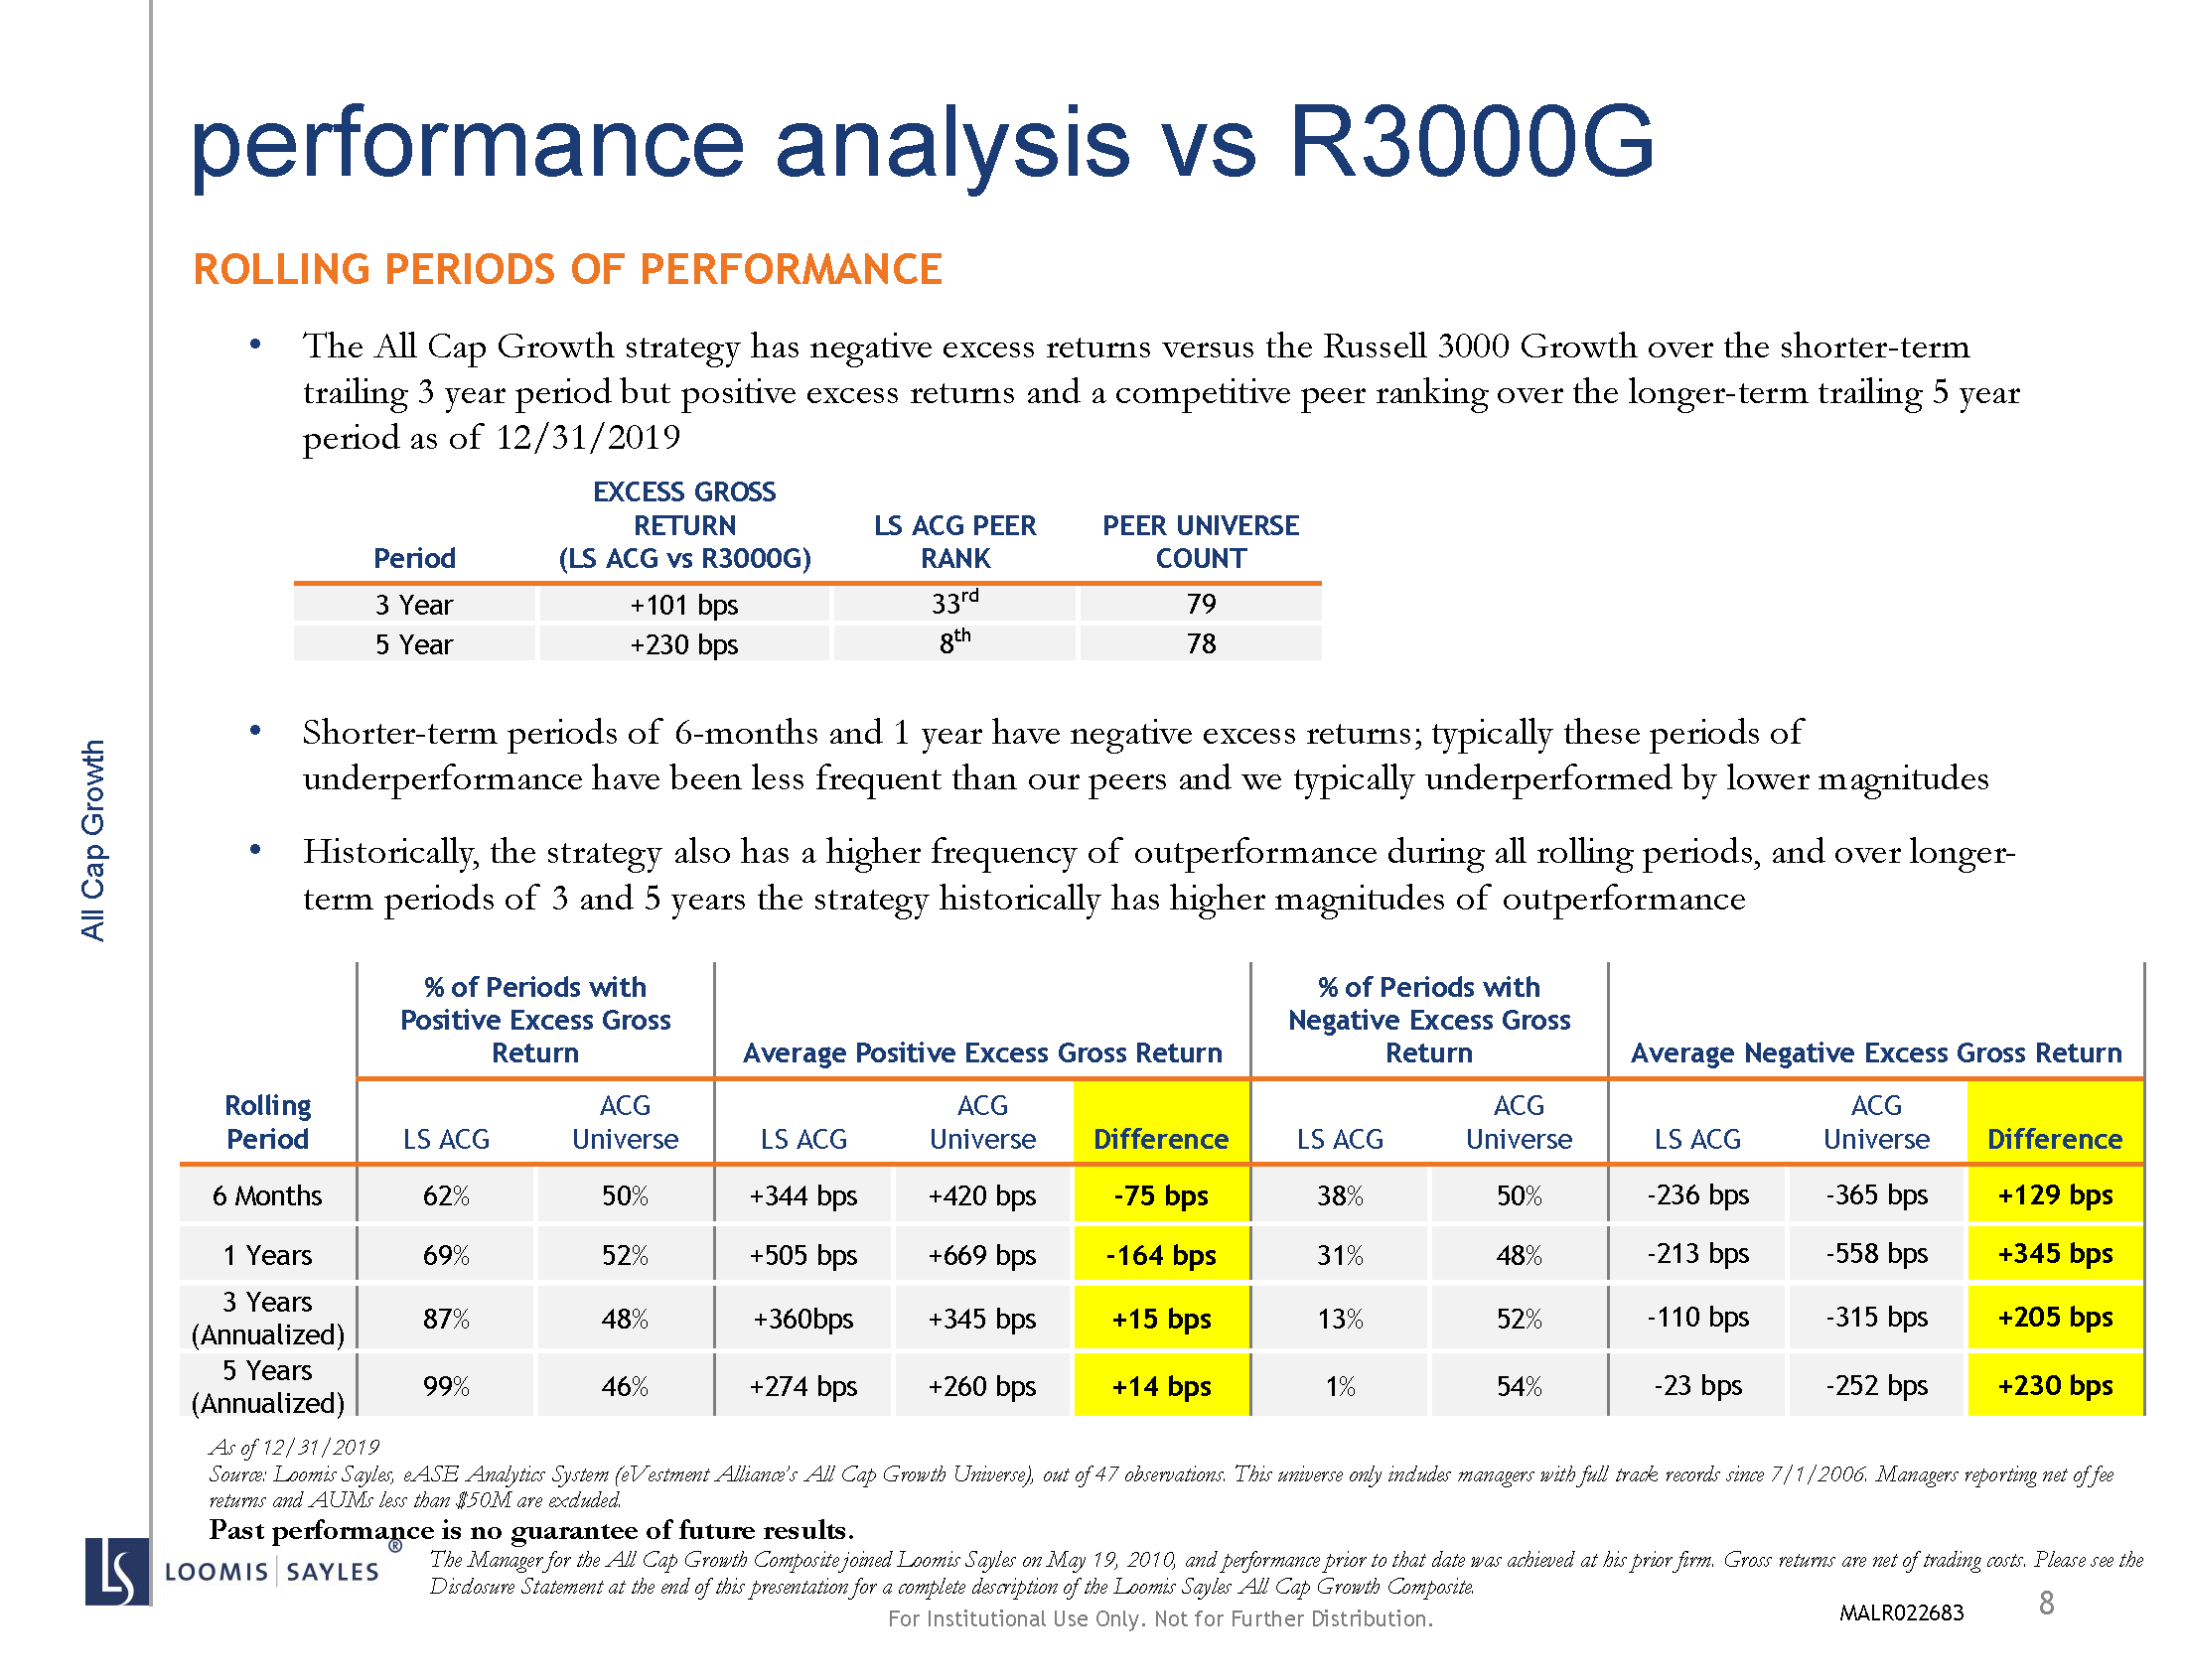 performance analysis vs R3000G
ROLLING PERIODS OF PERFORMANCE
• The All Cap Growth strategy has negative excess returns versus the Russell 3000 Growth over the shorter-term
trailing 3 year period but positive excess returns and a competitive peer ranking over the longer-term trailing 5 year
period as of 12/31/2019
EXCESS GROSS
RETURN LS ACG PEER PEER UNIVERSE
Period (LS ACG vs R3000G) RANK COUNT
3 Year +101 bps 33rd 79
5 Year +230 bps 8th 78
• Shorter-term periods of 6-months and 1 year have negative excess returns; typically these periods of
underperformance have been less frequent than our peers and we typically underperformed by lower magnitudes
• Historically, the strategy also has a higher frequency of outperformance during all rolling periods, and over longer-
term periods of 3 and 5 years the strategy historically has higher magnitudes of outperformance
All Cap Growth
% of Periods with % of Periods with
Positive Excess Gross Negative Excess Gross
Return Average Positive Excess Gross Return Return Average Negative Excess Gross Return
Rolling ACG ACG ACG ACG
Period LS ACG Universe LS ACG Universe Difference LS ACG Universe LS ACG Universe Difference
6 Months 62% 50% +344 bps +420 bps -75 bps 38% 50% -236 bps -365 bps +129 bps
1 Years 69% 52% +505 bps +669 bps -164 bps 31% 48% -213 bps -558 bps +345 bps
3 Years
(Annualized) 87% 48% +360bps +345 bps +15 bps 13% 52% -110 bps -315 bps +205 bps
5 Years
(Annualized) 99% 46% +274 bps +260 bps +14 bps 1% 54% -23 bps -252 bps +230 bps
As of 12/31/2019
Source: Loomis Sayles, eASE Analytics System (eVestment Alliance's All Cap Growth Universe), out of 47 observations. This universe only includes managers with full track records since 7/1/2006. Managers reporting net of fee
returns and AUMs less than $50M are excluded.
Past performance is no guarantee of future results.
LS LOOMIS | SAYLES ®
The Manager for the All Cap Growth Composite joined Loomis Sayles on May 19, 2010, and performance prior to that date was achieved at his prior firm. Gross returns are net of trading costs. Please see the
Disclosure Statement at the end of this presentation for a complete description of the Loomis Sayles All Cap Growth Composite.
For Institutional Use Only. Not for Further Distribution.
MALR022683 8